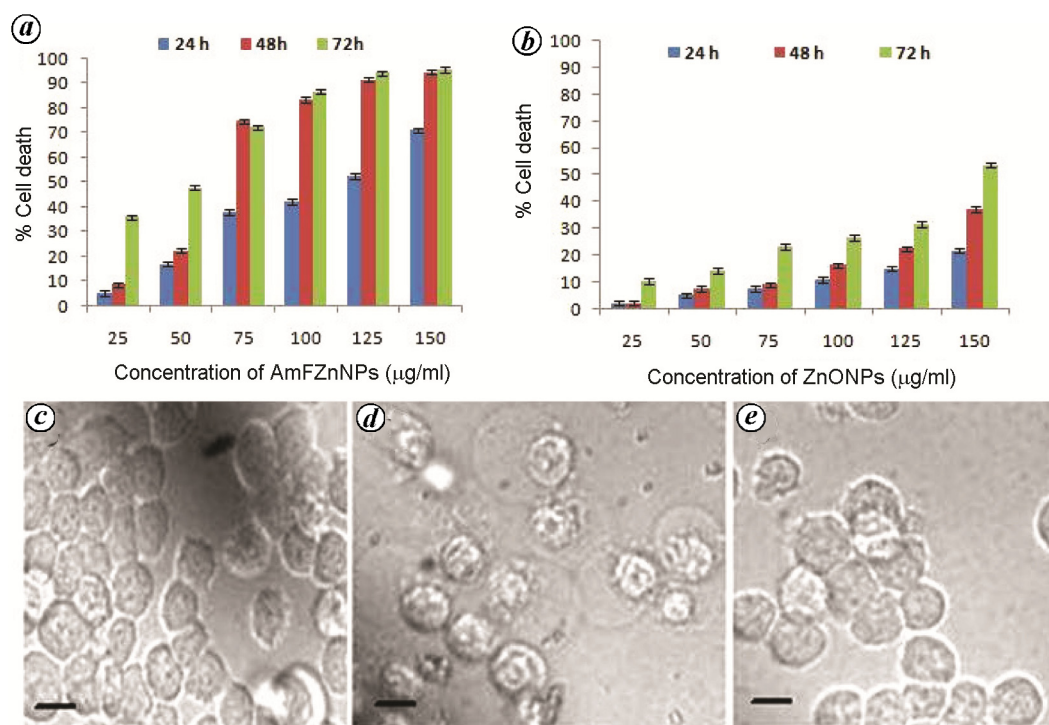 a
24 h 48h 72h
% Cell death
100
90
80
70
60
50
40
30
20
10
0
25 50 75 100 125 150
Concentration of AmFZnNPs (μg/ml)
b
24 h 48 h 72 h
% Cell death
100
90
80
70
60
50
40
30
20
10
0
25 50 75 100 125 150
Concentration of ZnONPs (μg/ml)
c
d
e